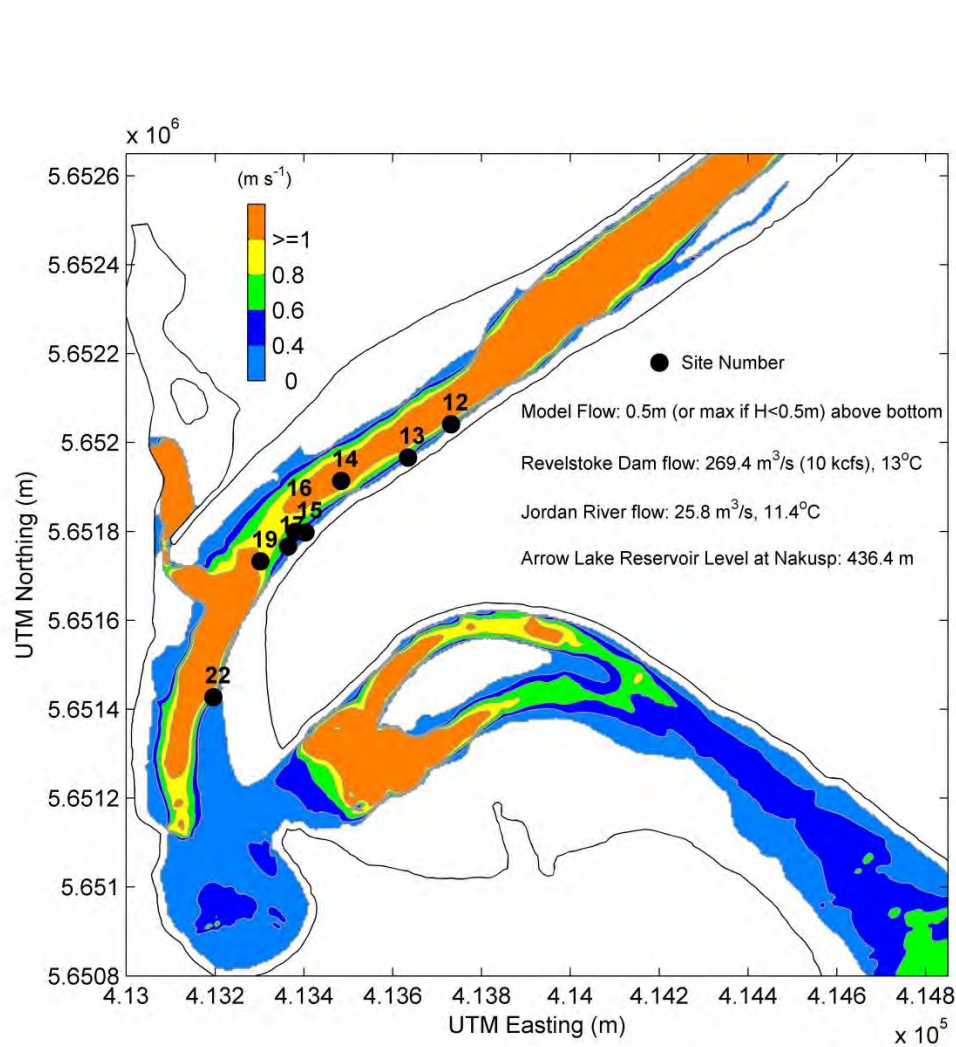 x 10^6
5.6526
5.6524
5.6522
5.652
5.6518
5.6516
5.6514
5.6512
5.651
5.6508
UTM Northing (m)
(m s^-1)
>=1
0.8
0.6
0.4
0
Site Number
Model Flow: 0.5m (or max if H<0.5m) above bottom
Revelstoke Dam flow: 269.4 m^3/s (10 kcfs), 13°C
Jordan River flow: 25.8 m^3/s, 11.4°C
Arrow Lake Reservoir Level at Nakusp: 436.4 m
12
13
14
16
15
17
19
22
4.13 4.132 4.134 4.136 4.138 4.14 4.142 4.144 4.146 4.148
UTM Easting (m)
x 10^5